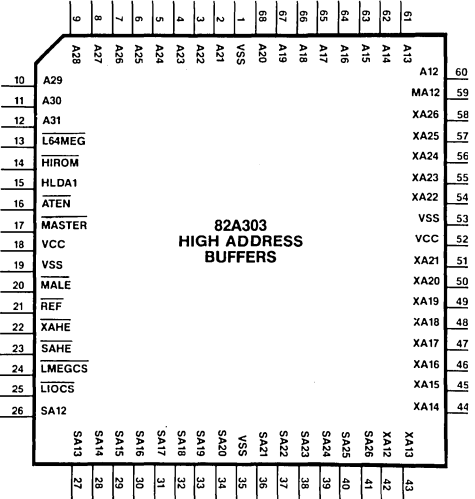 9 8 7 6 5 4 3 2 1 68 67 66 65 64 63 62 61
A28 A27 A26 A25 A24 A23 A22 A21 VSS A20 A19 A18 A17 A16 A15 A14 A13
10 A29
11 A30
12 A31
13 L64MEG
14 HIROM
15 HLDA1
16 ATEN
17 MASTER
18 VCC
19 VSS
20 MALE
21 REF
22 XAHE
23 SAHE
24 LMEGCS
25 LIOCS
26 SA12
82A303
HIGH ADDRESS
BUFFERS
A12 60
MA12 59
XA26 58
XA25 57
XA24 56
XA23 55
XA22 54
VSS 53
VCC 52
XA21 51
XA20 50
XA19 49
XA18 48
XA17 47
XA16 46
XA15 45
XA14 44
SA13 SA14 SA15 SA16 SA17 SA18 SA19 SA20 VSS SA21 SA22 SA23 SA24 SA25 SA26 XA12 XA13
27 28 29 30 31 32 33 34 35 36 37 38 39 40 41 42 43